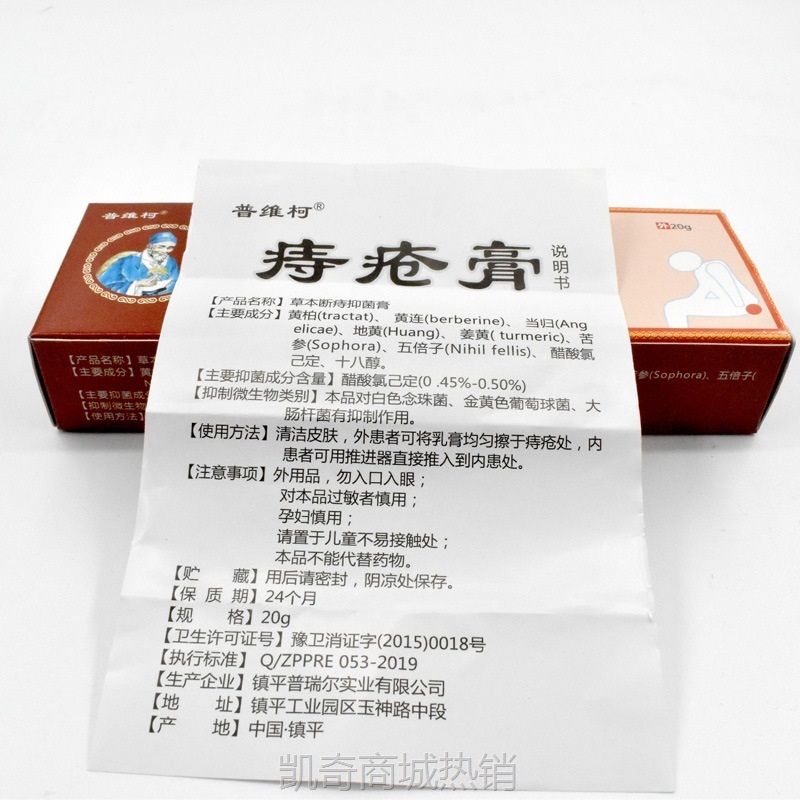 普维柯®
痔疮膏
说明书
【产品名称】草本断痔抑菌膏
【主要成分】黄柏(tractat)、黄连(berberine)、当归(Ang
elicae)、地黄(Huang)、姜黄( turmeric)、苦
参(Sophora)、五倍子(Nihil fellis)、醋酸氯
己定、十八醇。
【主要抑菌成分含量】醋酸氯己定(0 .45%-0.50%)
【抑制微生物类别】本品对白色念珠菌、金黄色葡萄球菌、大
肠杆菌有抑制作用。
【使用方法】清洁皮肤，外患者可将乳膏均匀擦于痔疮处，内
患者可用推进器直接推入到内患处。
【注意事项】外用品，勿入口入眼；
对本品过敏者慎用；
孕妇慎用；
请置于儿童不易接触处；
本品不能代替药物。
【贮 藏】用后请密封，阴凉处保存。
【保 质 期】24个月
【规 格】20g
【卫生许可证号】豫卫消证字(2015)0018号
【执行标准】Q/ZPPRE 053-2019
【生产企业】镇平普瑞尔实业有限公司
【地 址】镇平工业园区玉神路中段
【产 地】中国·镇平
普维柯®
【产品名称】草本
【主要成分】黄
N
【主要抑菌成分
【抑制微生物
【使用方法】
外20g
参(Sophora)、五倍子(
凯奇商城热销